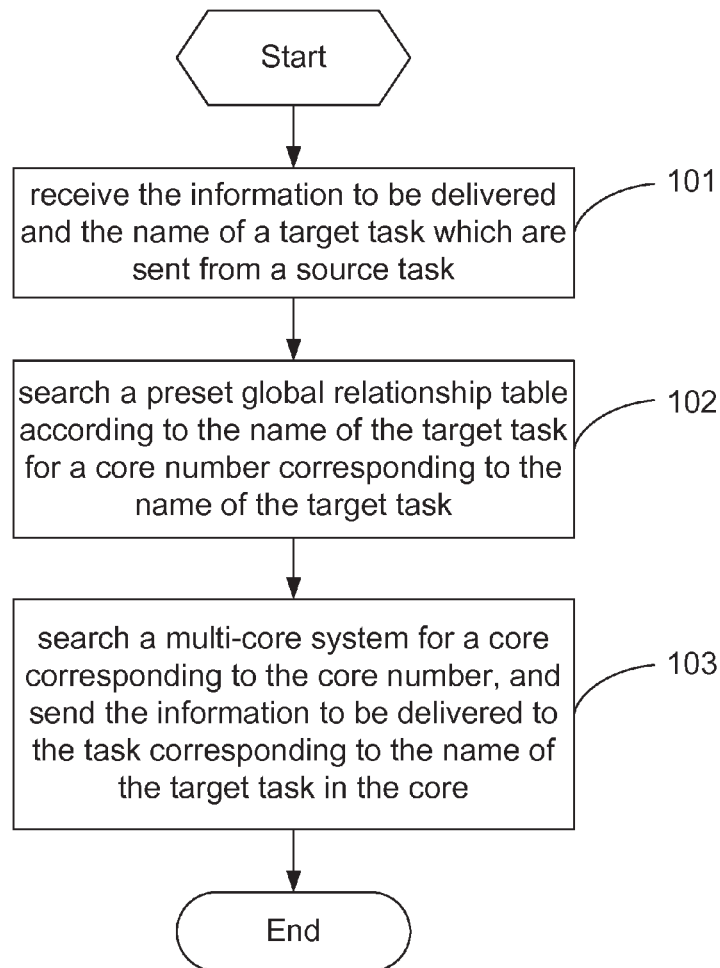 Start
receive the information to be delivered
and the name of a target task which are
sent from a source task
101
search a preset global relationship table
according to the name of the target task
for a core number corresponding to the
name of the target task
102
search a multi-core system for a core
corresponding to the core number, and
send the information to be delivered to
the task corresponding to the name of
the target task in the core
103
End